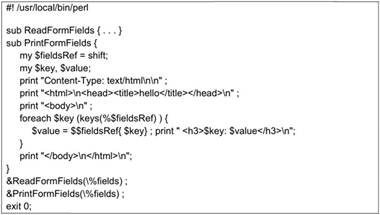 #! /usr/local/bin/perl
sub ReadFormFields { . . . }
sub PrintFormFields {
my $fieldsRef = shift;
my $key, $value;
print "Content-Type: text/html\n\n" ;
print "<html>\n<head><title>hello</title></head>\n" ;
print "<body>\n" ;
foreach $key (keys(%$fieldsRef) ) {
$value = $$fieldsRef{ $key} ; print " <h3>$key: $value</h3>\n";
}
print "</body>\n</html>\n";
}
&ReadFormFields(\%fields) ;
&PrintFormFields(\%fields) ;
exit 0;